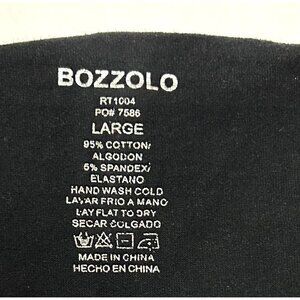 BOZZOLO
RT1004
PO# 7586
LARGE
95% COTTON/
ALGODON
5% SPANDEX/
ELASTANO
HAND WASH COLD
LAVAR FRIO A MANO
LAY FLAT TO DRY
SECAR COLGADO
MADE IN CHINA
HECHO EN CHINA